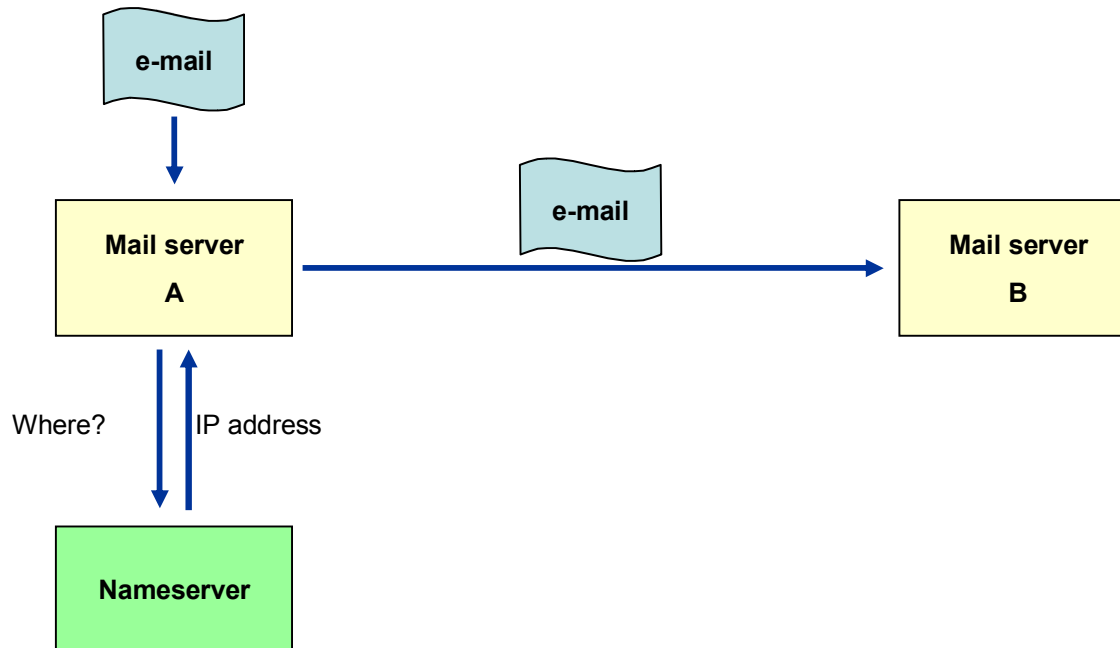 e-mail
Mail server
A
e-mail
Mail server
B
Where?
IP address
Nameserver